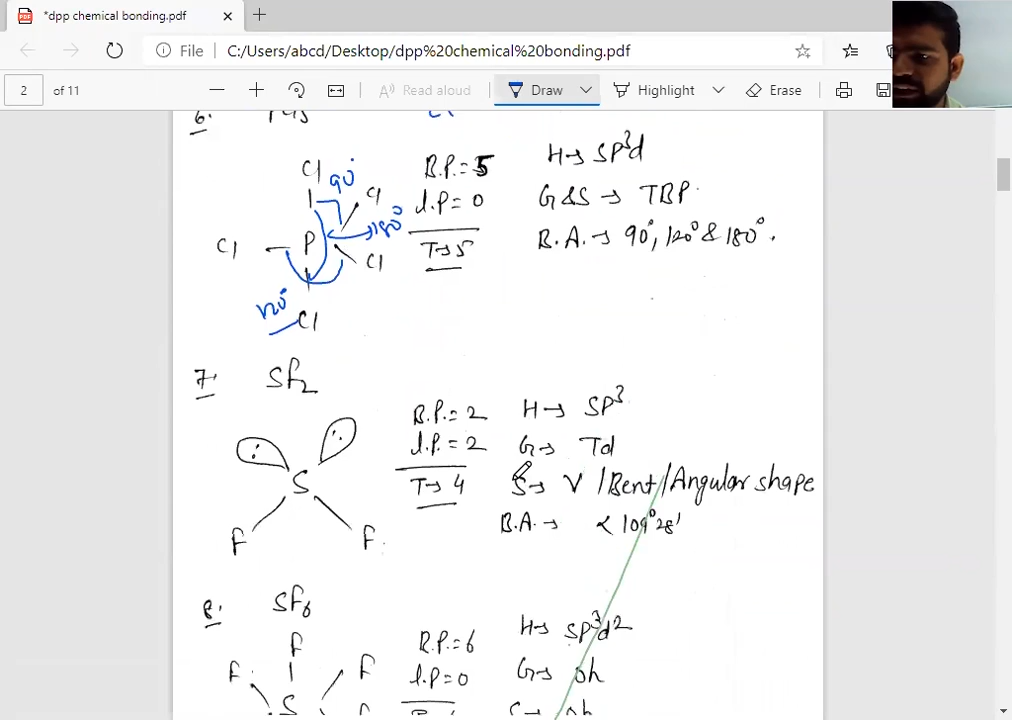 *dpp chemical bonding.pdf
File C:/Users/abcd/Desktop/dpp%20chemical%20bonding.pdf
2 of 11 Read aloud Draw Highlight Erase
6.
Cl 90° B.P.= 5 H→ SP³d
Cl l.P= 0 G&S → TBP.
Cl P 180° T→ 5 B.A.→ 90°, 120° & 180°.
Cl
120° Cl
7. Sf₂
B.P.= 2 H→ SP³
l.P.= 2 G→ Td
S T→ 4 S→ V /Bent/Angular shape
F F. B.A.→ < 109°28'
8. Sf₆
F B.P.= 6 H→ SP³d²
F F l.P=0 G→ Oh
S